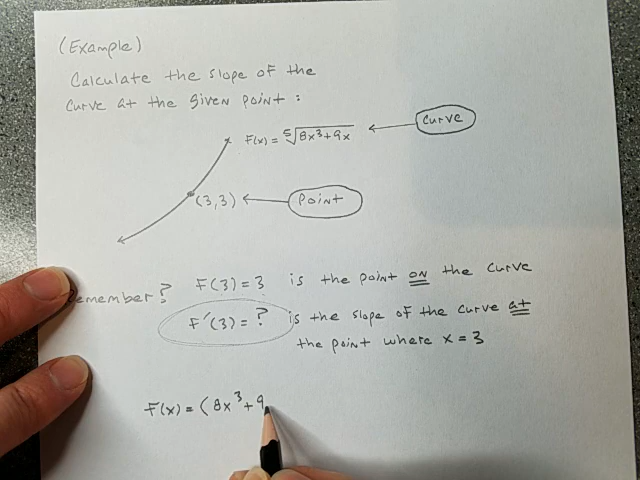 (Example)
Calculate the slope of the
curve at the given point :
F(x) = ⁵√8x³+9x
curve
(3,3)
Point
Remember? F(3) = 3 is the point on the curve
F'(3) = ? is the slope of the curve at
the point where x = 3
F(x) = (8x³+9